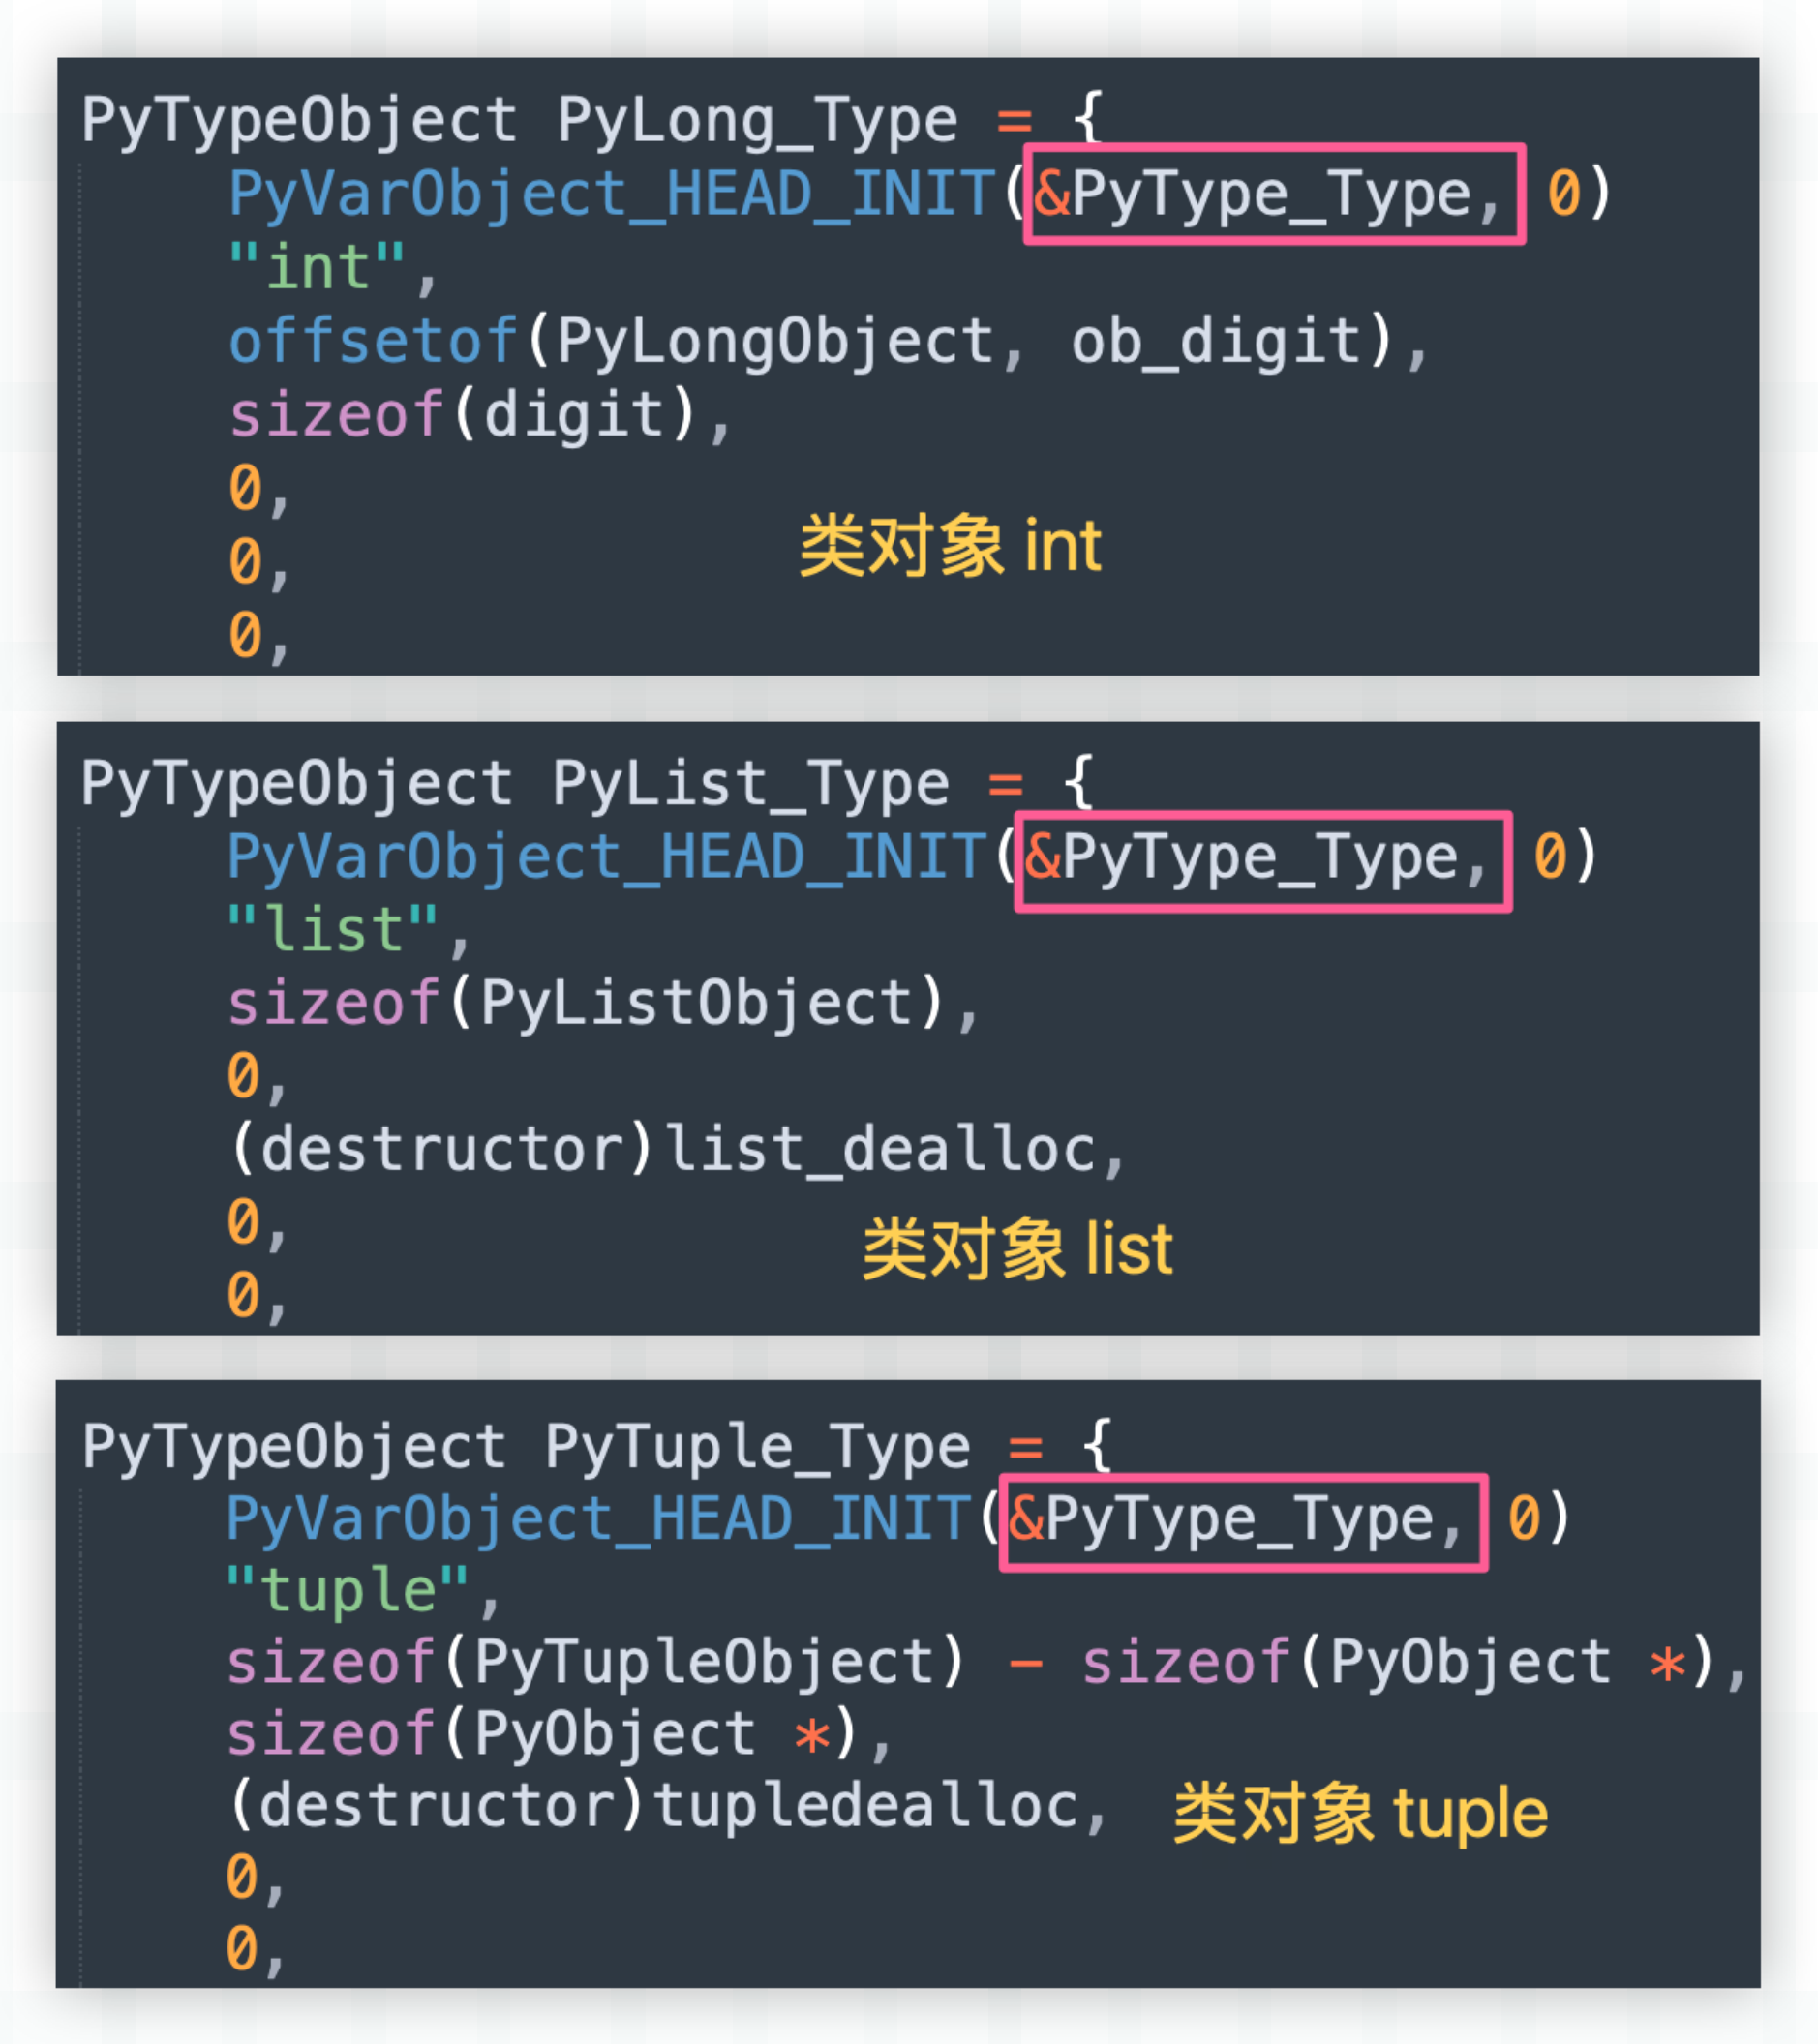 PyTypeObject PyLong_Type = {
PyVarObject_HEAD_INIT(&PyType_Type, 0)
"int",
offsetof(PyLongObject, ob_digit),
sizeof(digit),
0,
0,
类对象 int
0,
PyTypeObject PyList_Type = {
PyVarObject_HEAD_INIT(&PyType_Type, 0)
"list",
sizeof(PyListObject),
0,
(destructor)list_dealloc,
0,
类对象 list
0,
PyTypeObject PyTuple_Type = {
PyVarObject_HEAD_INIT(&PyType_Type, 0)
"tuple",
sizeof(PyTupleObject) - sizeof(PyObject *),
sizeof(PyObject *),
(destructor)tupledealloc,
类对象 tuple
0,
0,